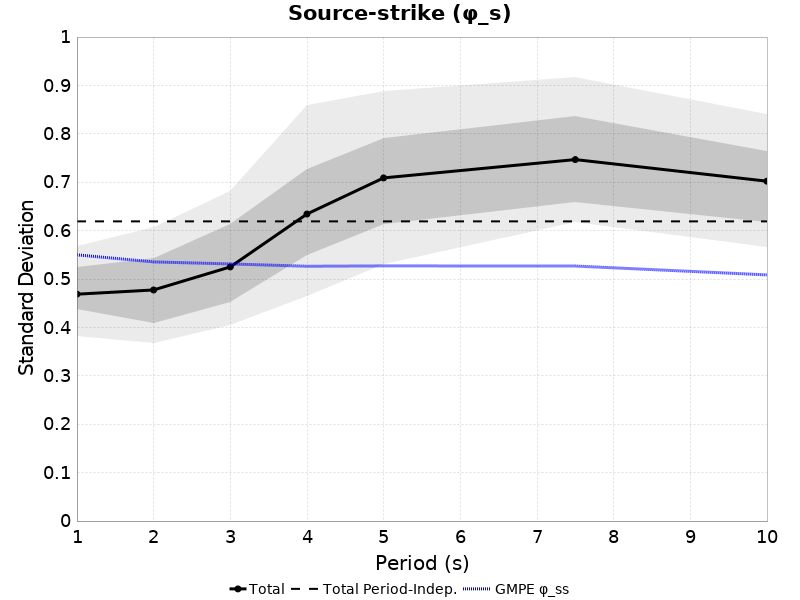 Source-strike (φ_s)
1
0.9
0.8
0.7
0.6
0.5
0.4
0.3
0.2
0.1
0
Standard Deviation
1 2 3 4 5 6 7 8 9 10
Period (s)
Total Total Period-Indep. GMPE φ_ss